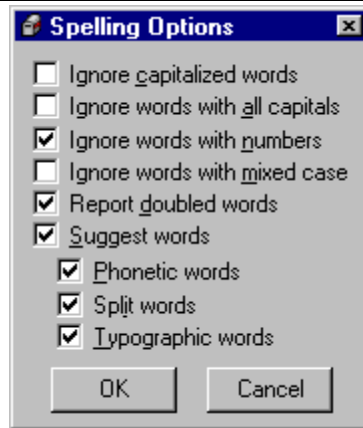 Spelling Options
Ignore capitalized words
Ignore words with all capitals
Ignore words with numbers
Ignore words with mixed case
Report doubled words
Suggest words
Phonetic words
Split words
Typographic words
OK Cancel